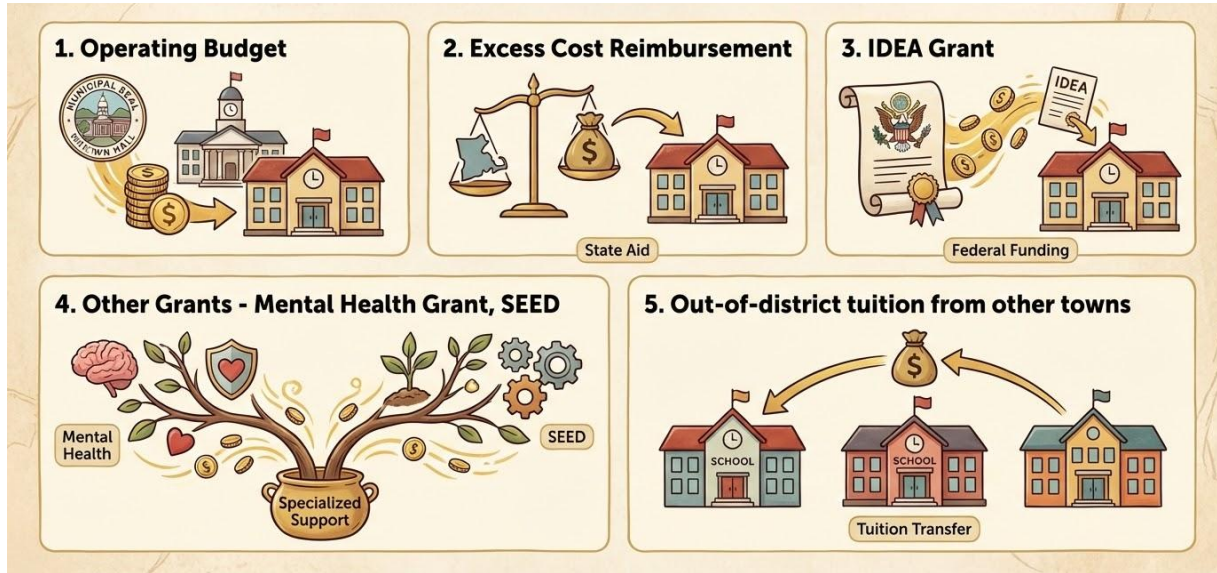 1. Operating Budget
MUNICIPAL SEAL
TOWN HALL
2. Excess Cost Reimbursement
$
State Aid
3. IDEA Grant
IDEA
$
$
$
$
Federal Funding
$
$
4. Other Grants - Mental Health Grant, SEED
Mental
Health
$
$
SEED
Specialized
Support
5. Out-of-district tuition from other towns
$
SCHOOL
SCHOOL
Tuition Transfer